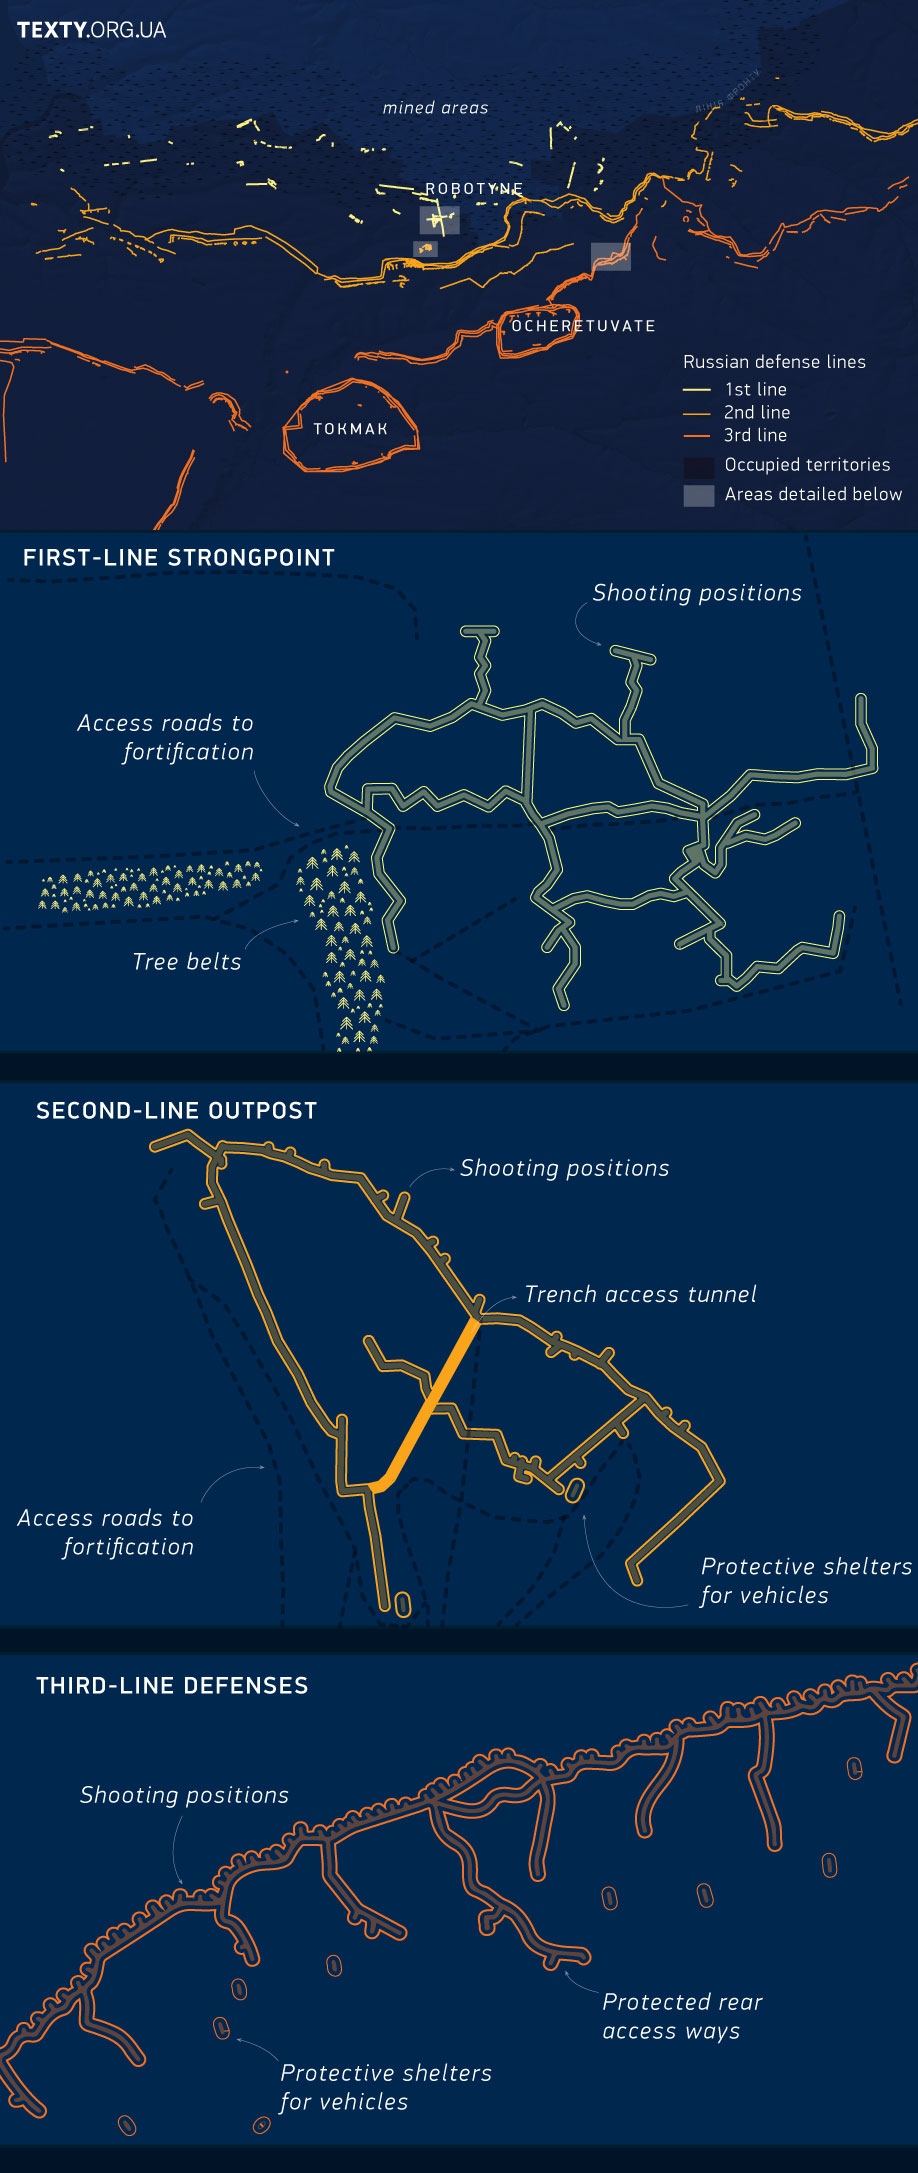 TEXTY.ORG.UA
ЛІНІЯ ФРОНТУ
mined areas
ROBOTYNE
OCHERETUVATE
TOKMAK
Russian defense lines
1st line
2nd line
3rd line
Occupied territories
Areas detailed below
FIRST-LINE STRONGPOINT
Shooting positions
Access roads to
fortification
Tree belts
SECOND-LINE OUTPOST
Shooting positions
Trench access tunnel
Access roads to
fortification
Protective shelters
for vehicles
THIRD-LINE DEFENSES
Shooting positions
Protected rear
access ways
Protective shelters
for vehicles